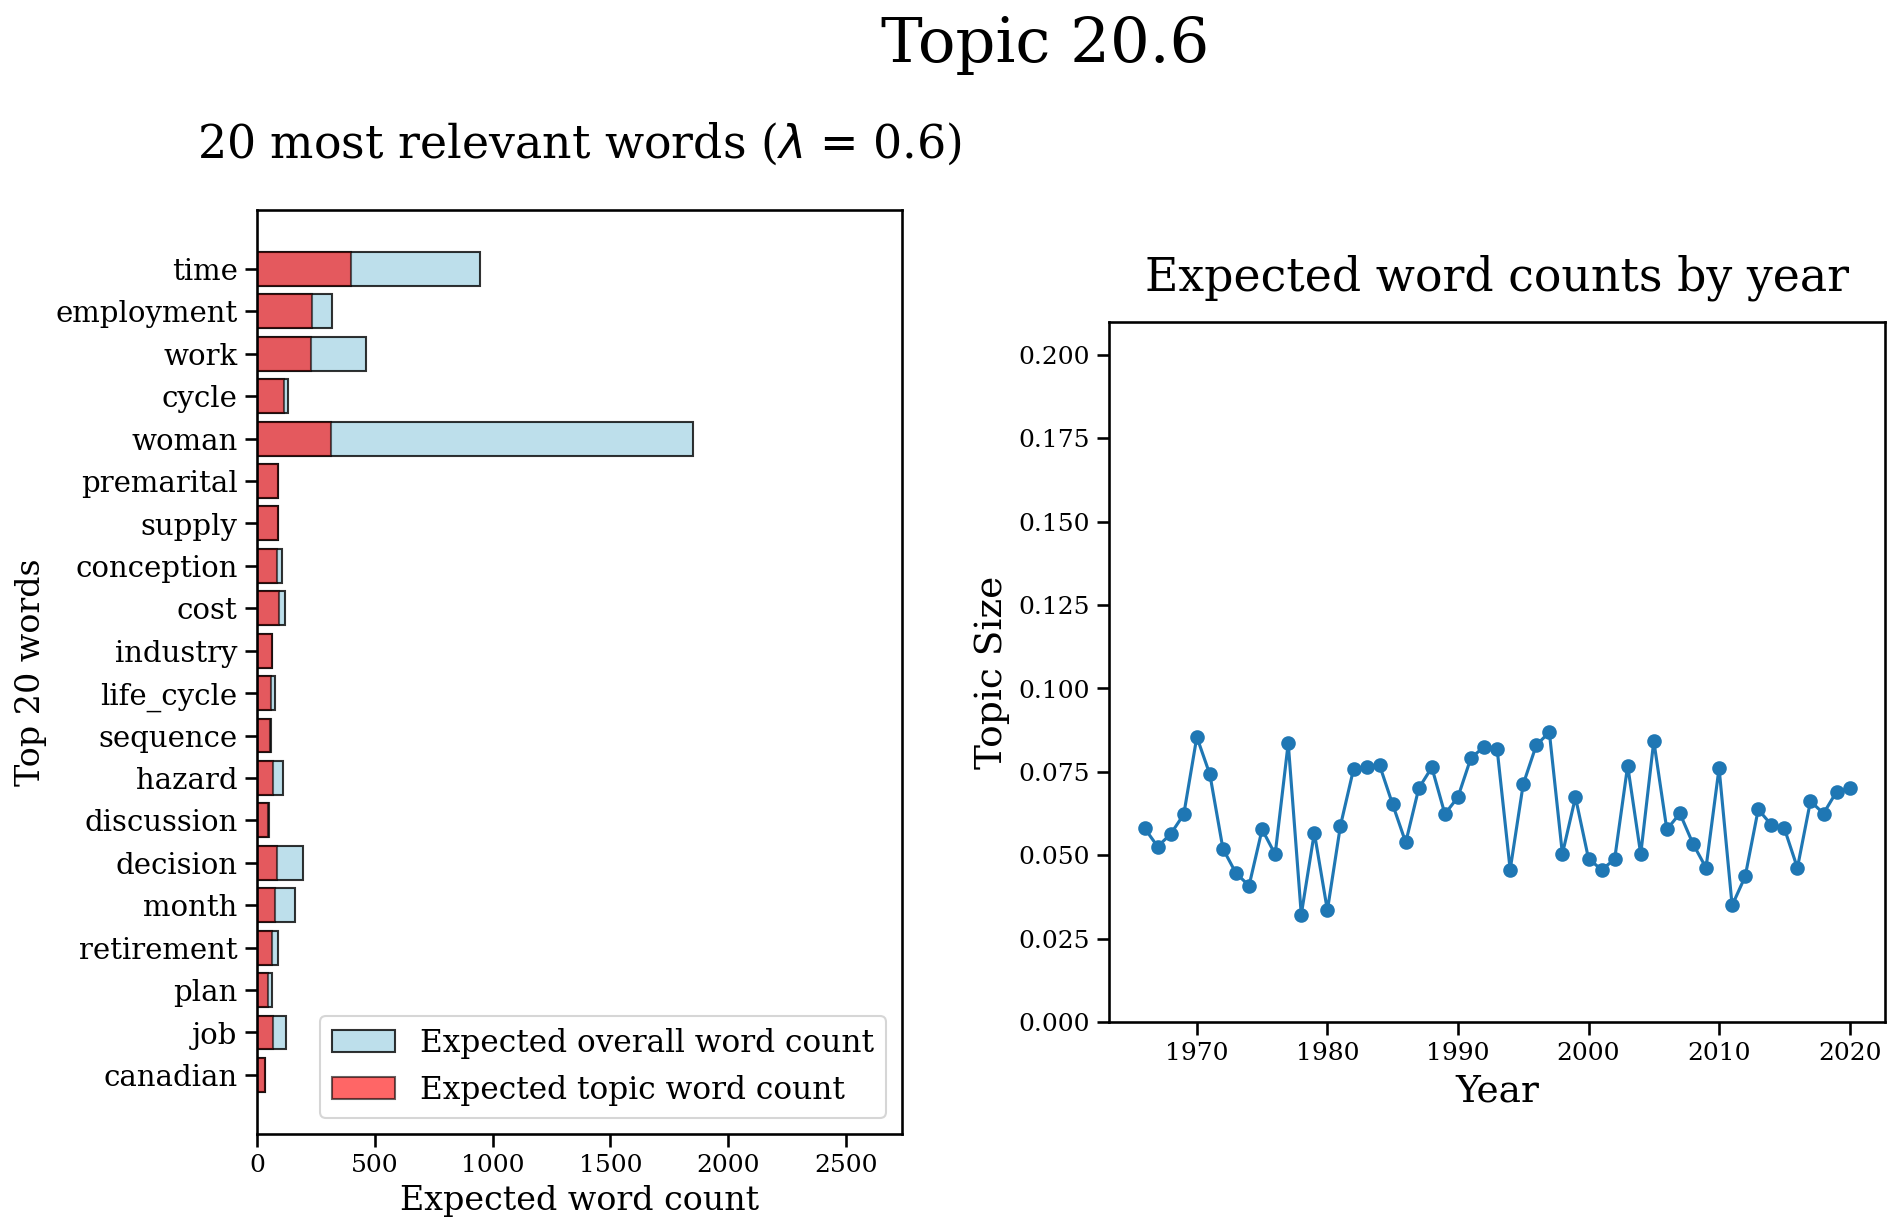 Topic 20.6
20 most relevant words (λ = 0.6)
Top 20 words
time
employment
work
cycle
woman
premarital
supply
conception
cost
industry
life_cycle
sequence
hazard
discussion
decision
month
retirement
plan
job
canadian
Expected overall word count
Expected topic word count
0 500 1000 1500 2000 2500
Expected word count
Expected word counts by year
Topic Size
0.200
0.175
0.150
0.125
0.100
0.075
0.050
0.025
0.000
1970 1980 1990 2000 2010 2020
Year